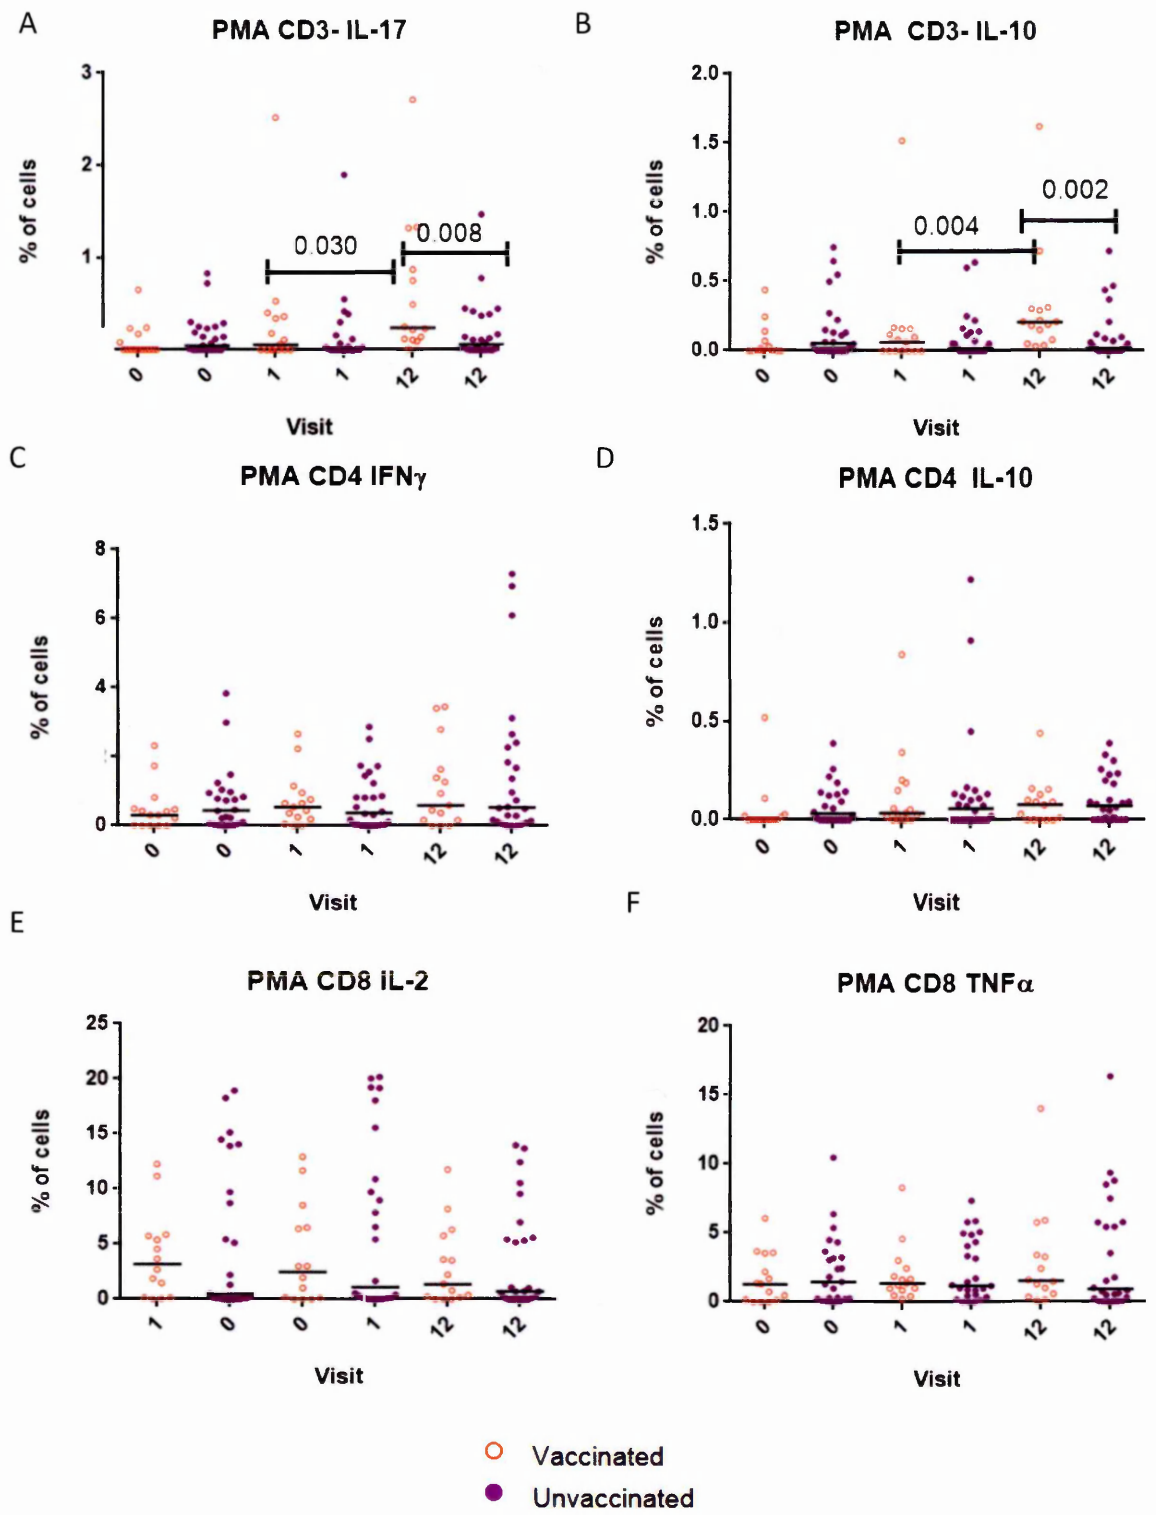 A
PMA CD3- IL-17
% of cells
3
2
1
0.030
0.008
0
0
1
1
12
12
Visit
B
PMA CD3- IL-10
% of cells
2.0
1.5
1.0
0.5
0.0
0.004
0.002
0
0
1
1
12
12
Visit
C
PMA CD4 IFNγ
% of cells
8
6
4
0
0
0
1
1
12
12
Visit
D
PMA CD4 IL-10
% of cells
1.5
1.0
0.5
0.0
0
0
1
1
12
12
Visit
E
PMA CD8 IL-2
% of cells
25
20
15
10
5
0
1
0
0
1
12
12
Visit
F
PMA CD8 TNFα
% of cells
20
15
10
5
0
0
0
1
1
12
12
Visit
Vaccinated
Unvaccinated